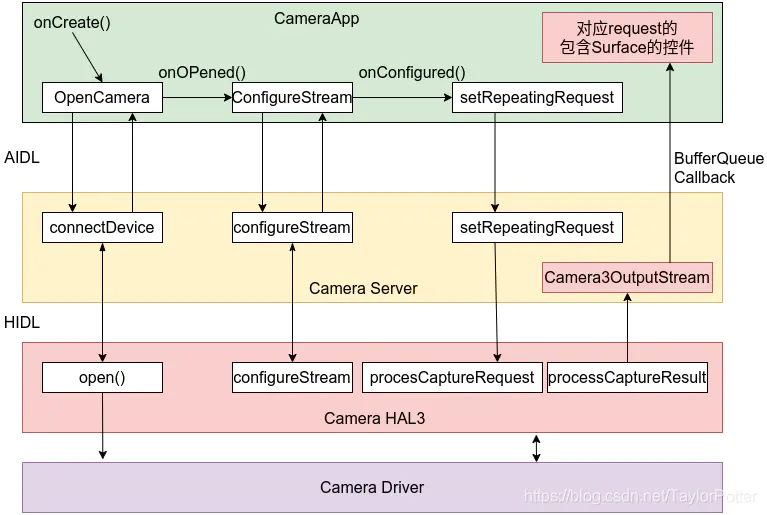 CameraApp
onCreate()
对应request的
包含Surface的控件
onOPened()
onConfigured()
OpenCamera
ConfigureStream
setRepeatingRequest
AIDL
BufferQueue
Callback
connectDevice
configureStream
setRepeatingRequest
Camera3OutputStream
Camera Server
HIDL
open()
configureStream
procesCaptureRequest
processCaptureResult
Camera HAL3
Camera Driver
https://blog.csdn.net/TaylorPotter